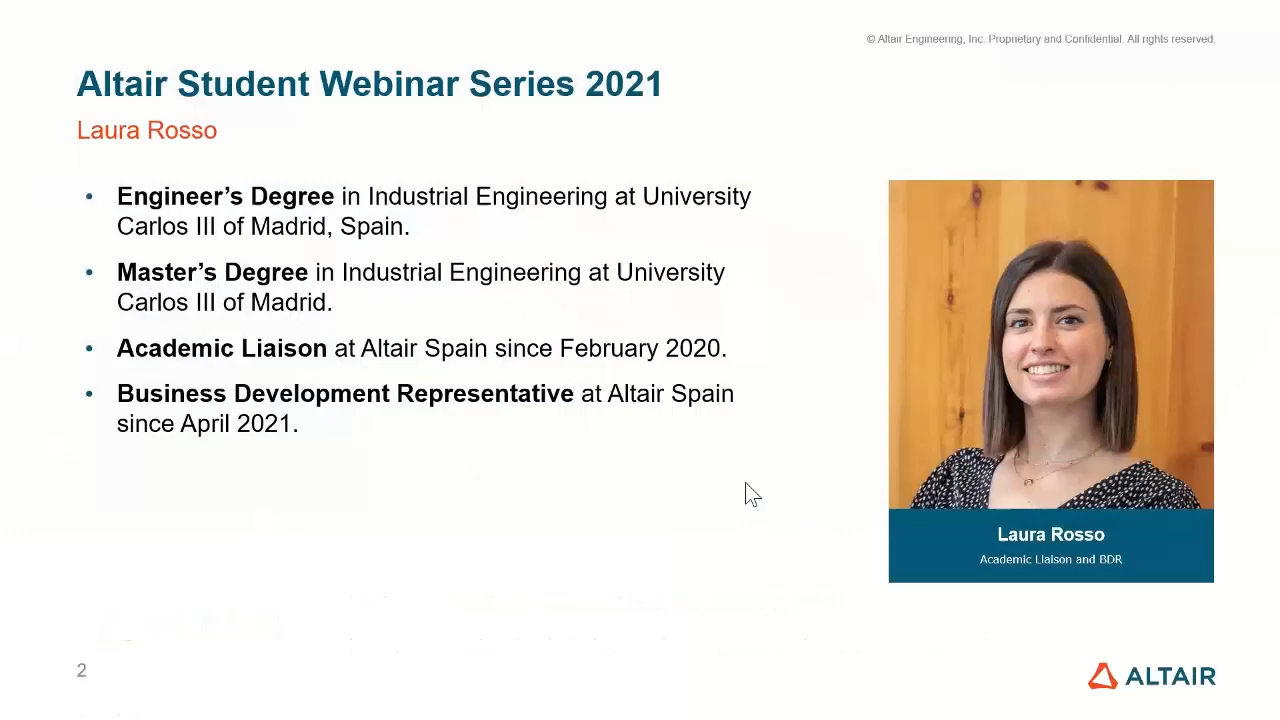 © Altair Engineering, Inc. Proprietary and Confidential. All rights reserved.
Altair Student Webinar Series 2021
Laura Rosso
• Engineer’s Degree in Industrial Engineering at University
Carlos III of Madrid, Spain.
• Master’s Degree in Industrial Engineering at University
Carlos III of Madrid.
• Academic Liaison at Altair Spain since February 2020.
• Business Development Representative at Altair Spain
since April 2021.
Laura Rosso
Academic Liaison and BDR
2
ALTAIR